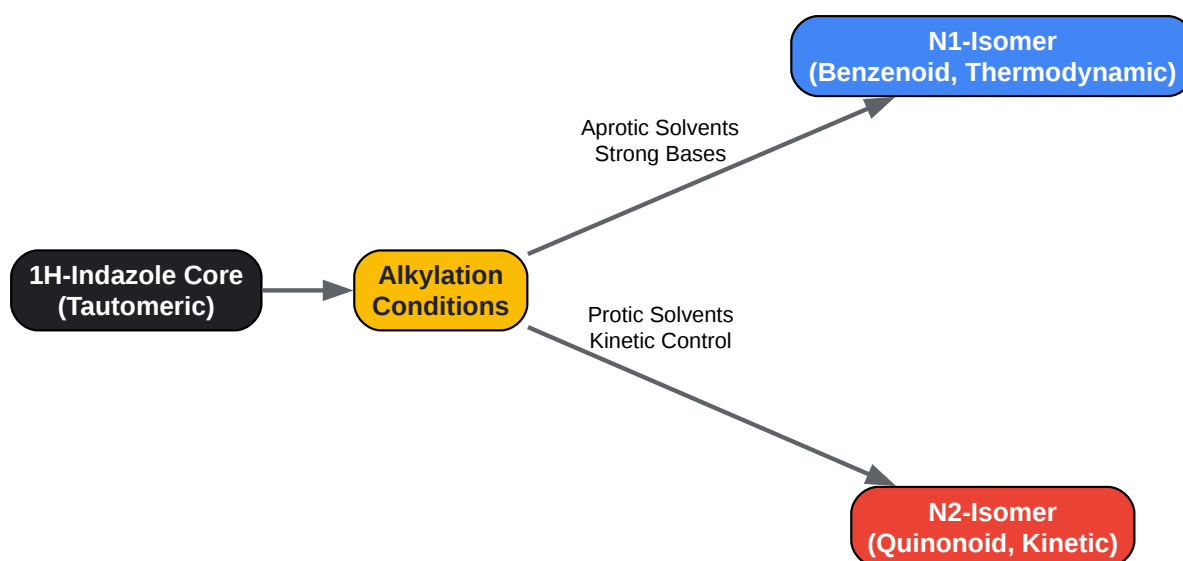 N1-Isomer
(Benzenoid, Thermodynamic)
Aprotic Solvents
Strong Bases
1H-Indazole Core
(Tautomeric)
Alkylation
Conditions
Protic Solvents
Kinetic Control
N2-Isomer
(Quinonoid, Kinetic)